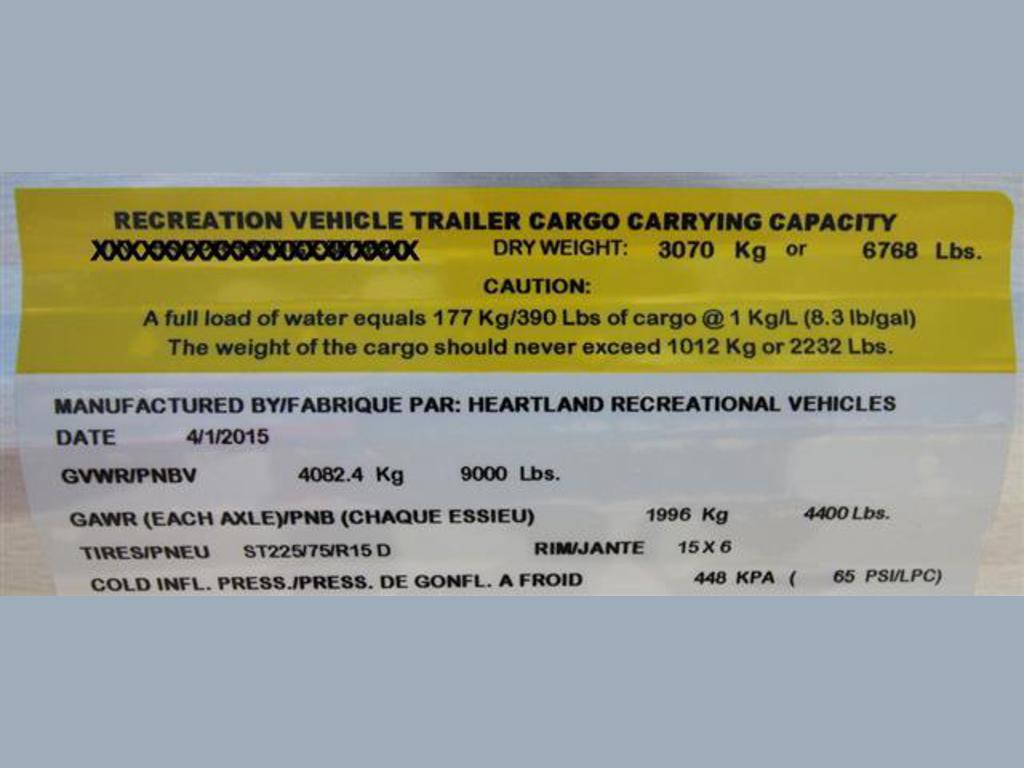 RECREATION VEHICLE TRAILER CARGO CARRYING CAPACITY
DRY WEIGHT: 3070 Kg or 6768 Lbs.
CAUTION:
A full load of water equals 177 Kg/390 Lbs of cargo @ 1 Kg/L (8.3 lb/gal)
The weight of the cargo should never exceed 1012 Kg or 2232 Lbs.
MANUFACTURED BY/FABRIQUE PAR: HEARTLAND RECREATIONAL VEHICLES
DATE 4/1/2015
GVWR/PNBV 4082.4 Kg 9000 Lbs.
GAWR (EACH AXLE)/PNB (CHAQUE ESSIEU) 1996 Kg 4400 Lbs.
TIRES/PNEU ST225/75/R15 D RIM/JANTE 15 X 6
COLD INFL. PRESS./PRESS. DE GONFL. A FROID 448 KPA ( 65 PSI/LPC)